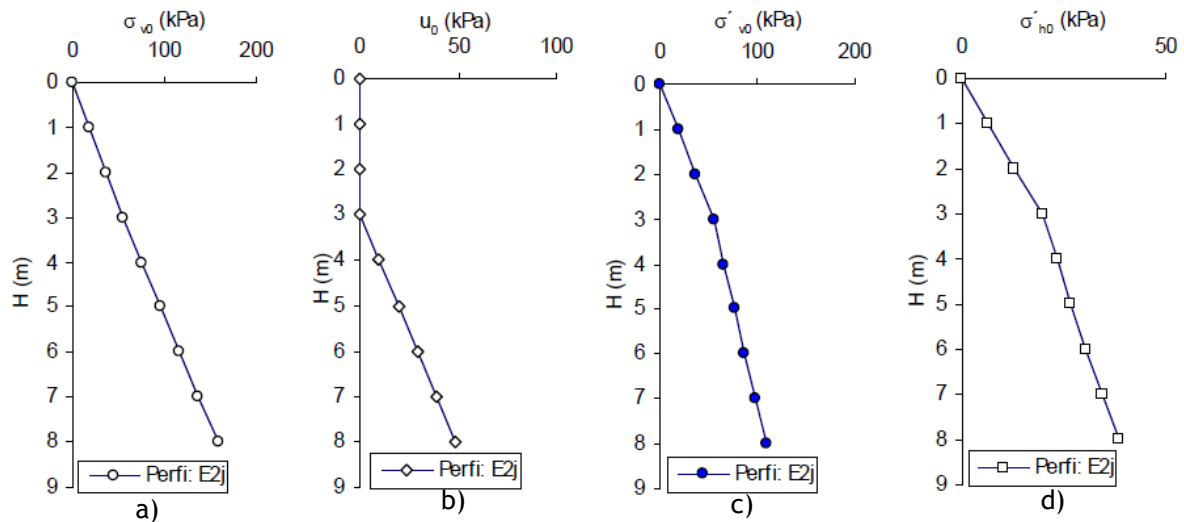 σ v0 (kPa)
0 100 200
0
1
2
3
4
5
6
7
8
9
H (m)
Perfi: E2j
a)
u0 (kPa)
0 50 100
0
1
2
3
4
5
6
7
8
9
H (m)
Perfi: E2j
b)
σ´v0 (kPa)
0 100 200
0
1
2
3
4
5
6
7
8
9
H (m)
Perfi: E2j
c)
σ´h0 (kPa)
0 50
0
1
2
3
4
5
6
7
8
9
H (m)
Perfi: E2j
d)